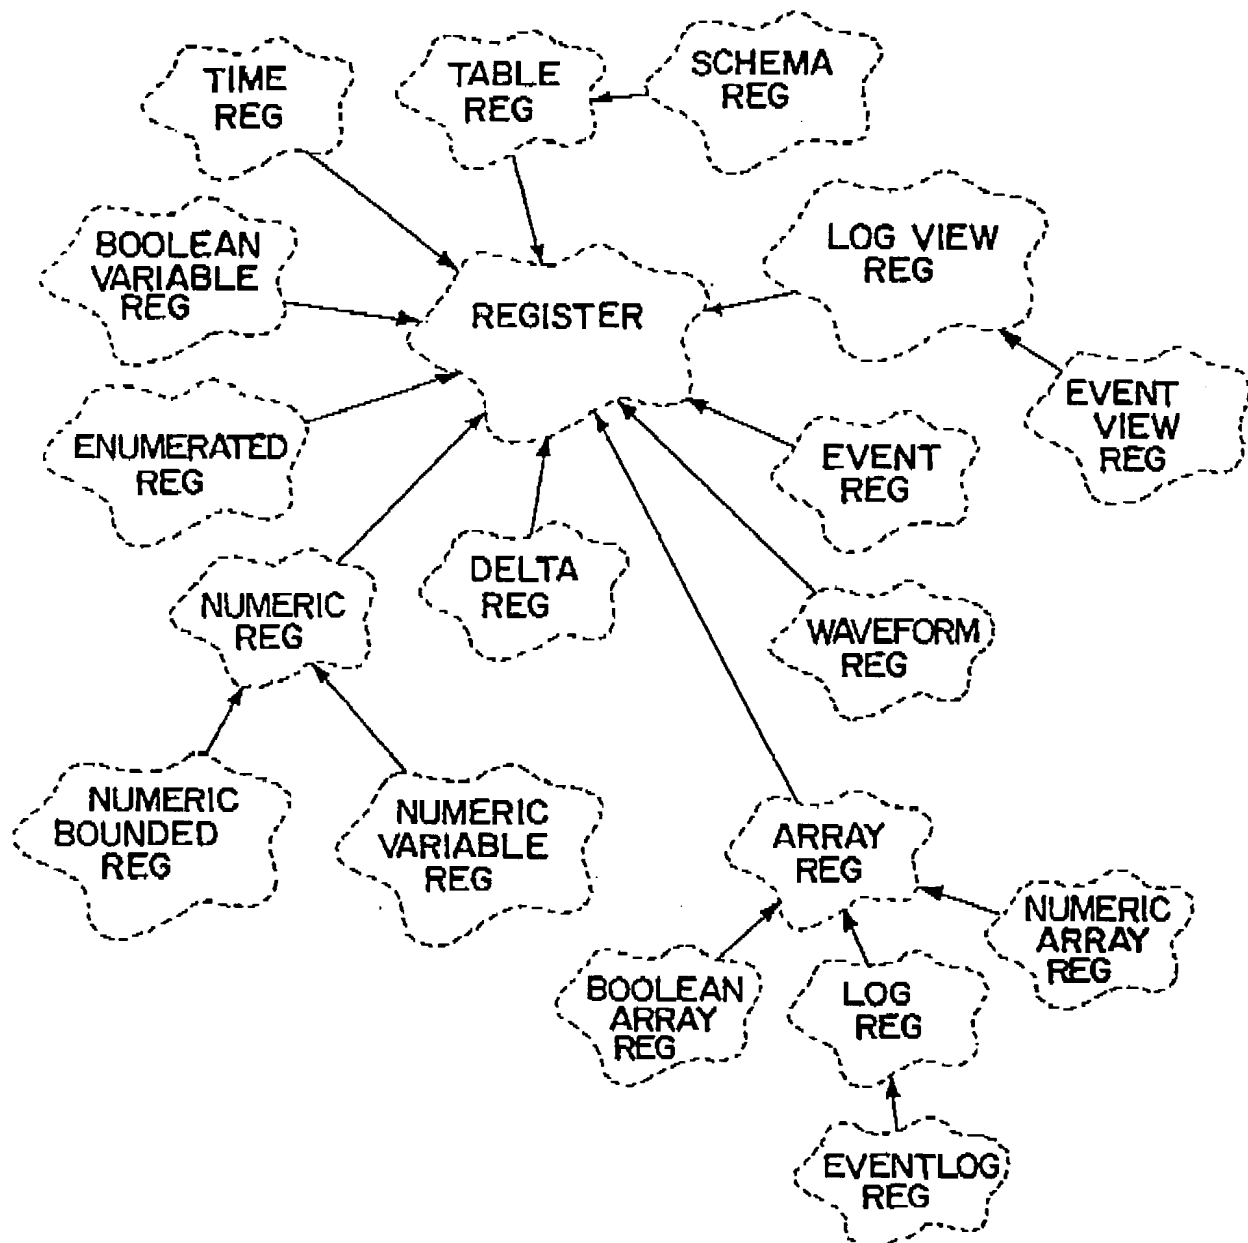 TIME
REG
TABLE
REG
SCHEMA
REG
BOOLEAN
VARIABLE
REG
REGISTER
LOG VIEW
REG
ENUMERATED
REG
EVENT
REG
EVENT
VIEW
REG
NUMERIC
REG
DELTA
REG
WAVEFORM
REG
NUMERIC
BOUNDED
REG
NUMERIC
VARIABLE
REG
ARRAY
REG
NUMERIC
ARRAY
REG
BOOLEAN
ARRAY
REG
LOG
REG
EVENTLOG
REG